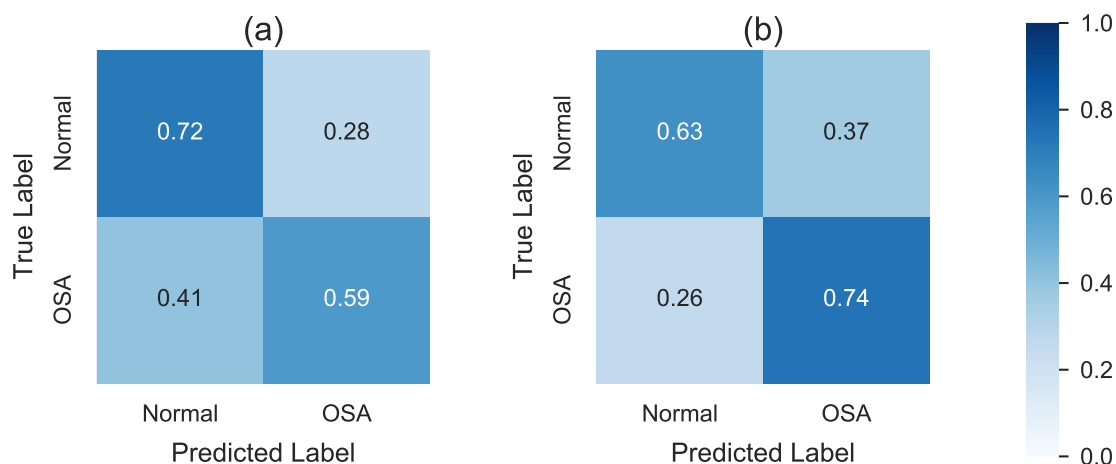 (a)
True Label
Normal
0.72 0.28
OSA
0.41 0.59
Normal OSA
Predicted Label
(b)
True Label
Normal
0.63 0.37
OSA
0.26 0.74
Normal OSA
Predicted Label
1.0
0.8
0.6
0.4
0.2
0.0